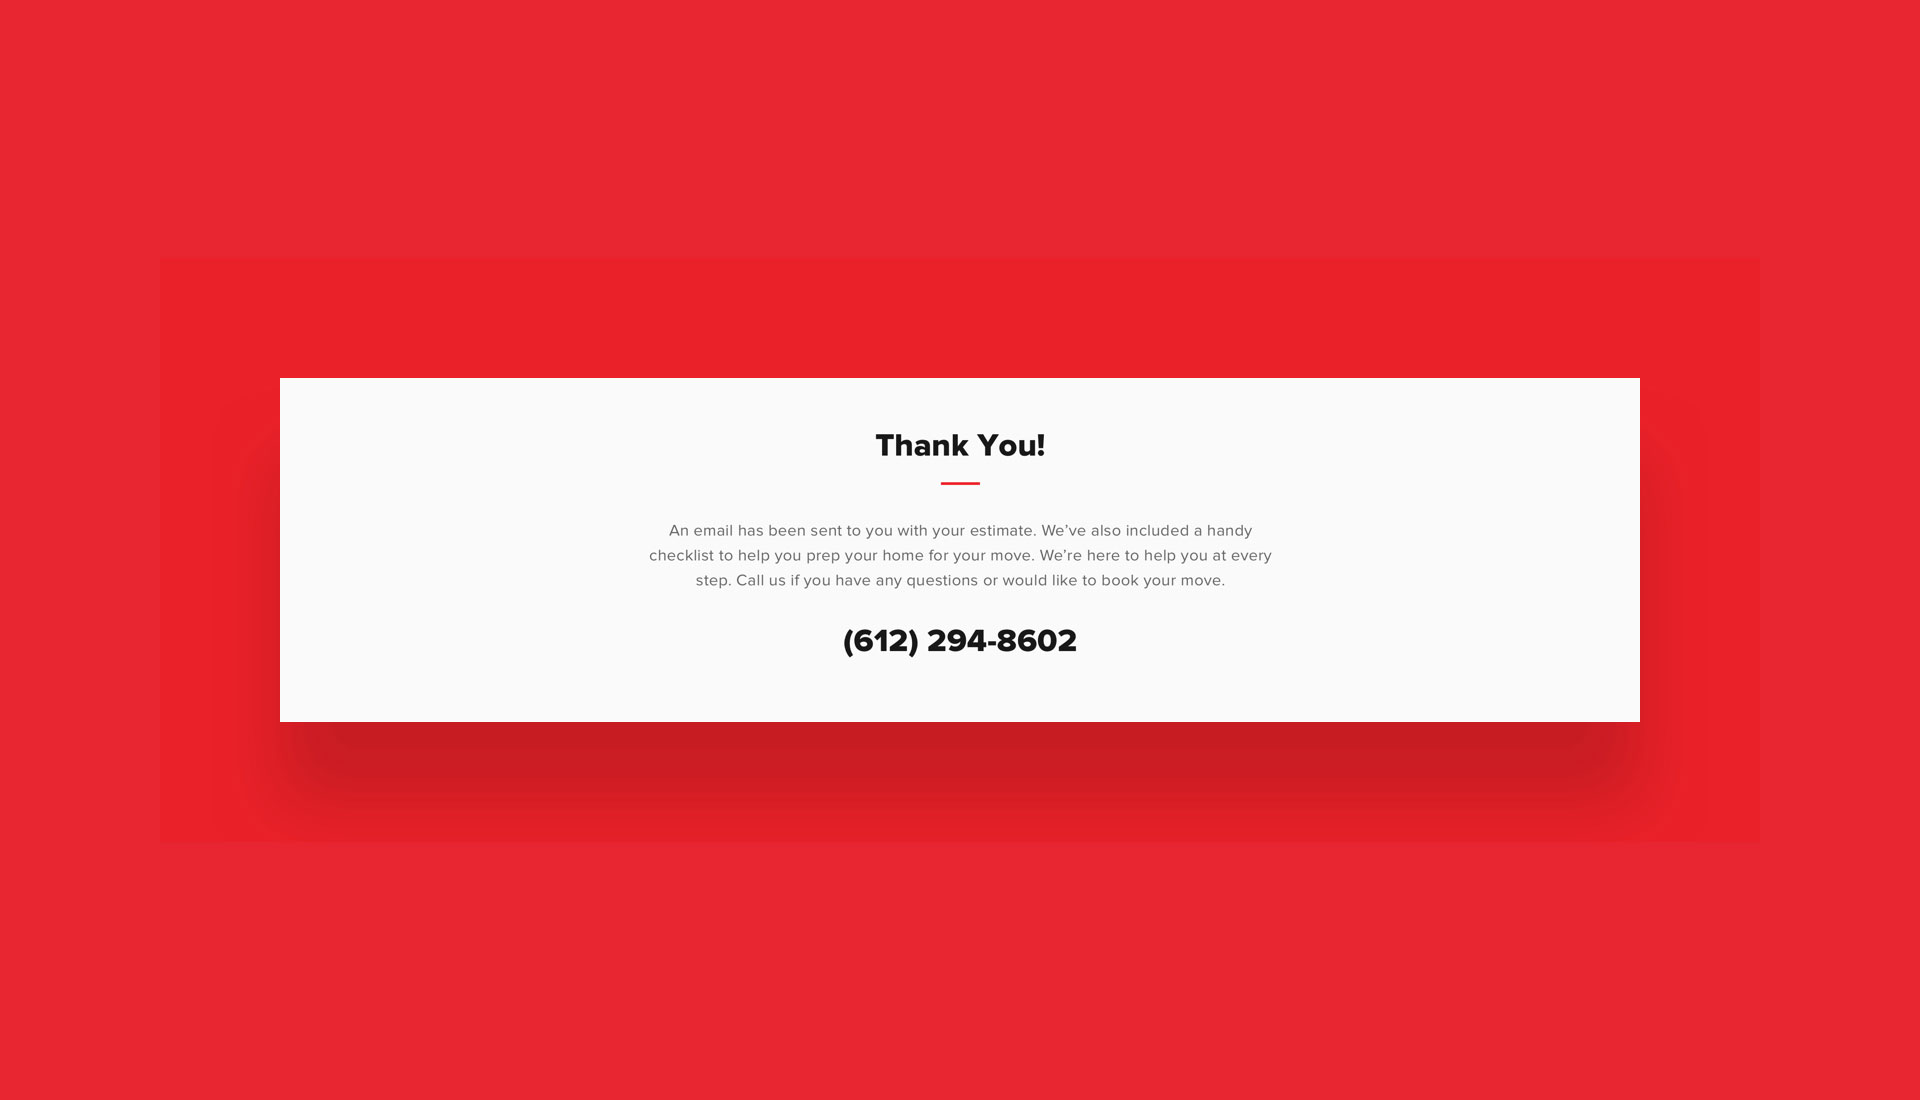 Thank You!
An email has been sent to you with your estimate. We’ve also included a handy
checklist to help you prep your home for your move. We’re here to help you at every
step. Call us if you have any questions or would like to book your move.
(612) 294-8602